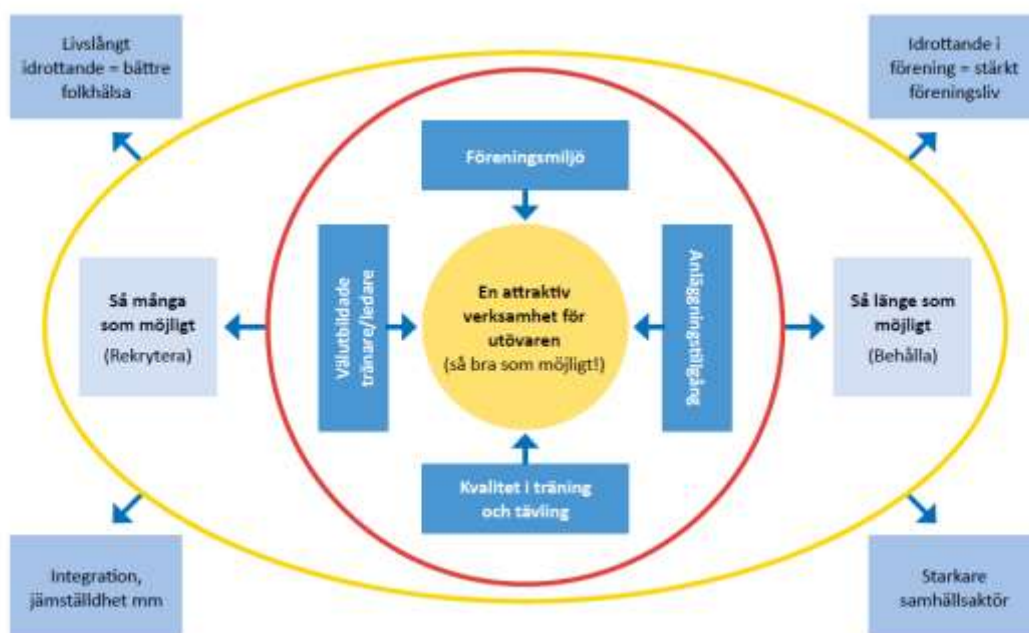 Livslångt
idrottande = bättre
folkhälsa
Idrottande i
förening = stärkt
föreningsliv
Föreningsmiljö
Så många
som möjligt
(Rekrytera)
Välutbildade
tränare/ledare
En attraktiv
verksamhet för
utövaren
(så bra som möjligt!)
Anläggningstillgång
Så länge som
möjligt
(Behålla)
Kvalitet i träning
och tävling
Integration,
jämställdhet mm
Starkare
samhällsaktör